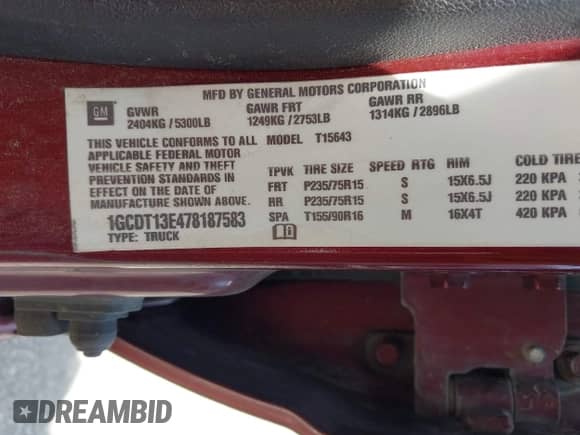 MFD BY GENERAL MOTORS CORPORATION
GM
GVWR GAWR FRT GAWR RR
2404KG / 5300LB 1249KG / 2753LB 1314KG / 2896LB
THIS VEHICLE CONFORMS TO ALL MODEL T15643
APPLICABLE FEDERAL MOTOR
VEHICLE SAFETY AND THEFT
PREVENTION STANDARDS IN
EFFECT ON THE DATE OF
MANUFACTURE SHOWN ABOVE.
1GCDT13E478187583
TYPE: TRUCK
TPVK TIRE SIZE SPEED RTG RIM COLD TIRE
FRT P235/75R15 S 15X6.5J 220 KPA
RR P235/75R15 S 15X6.5J 220 KPA
SPA T155/90R16 M 16X4T 420 KPA
DREAMBID